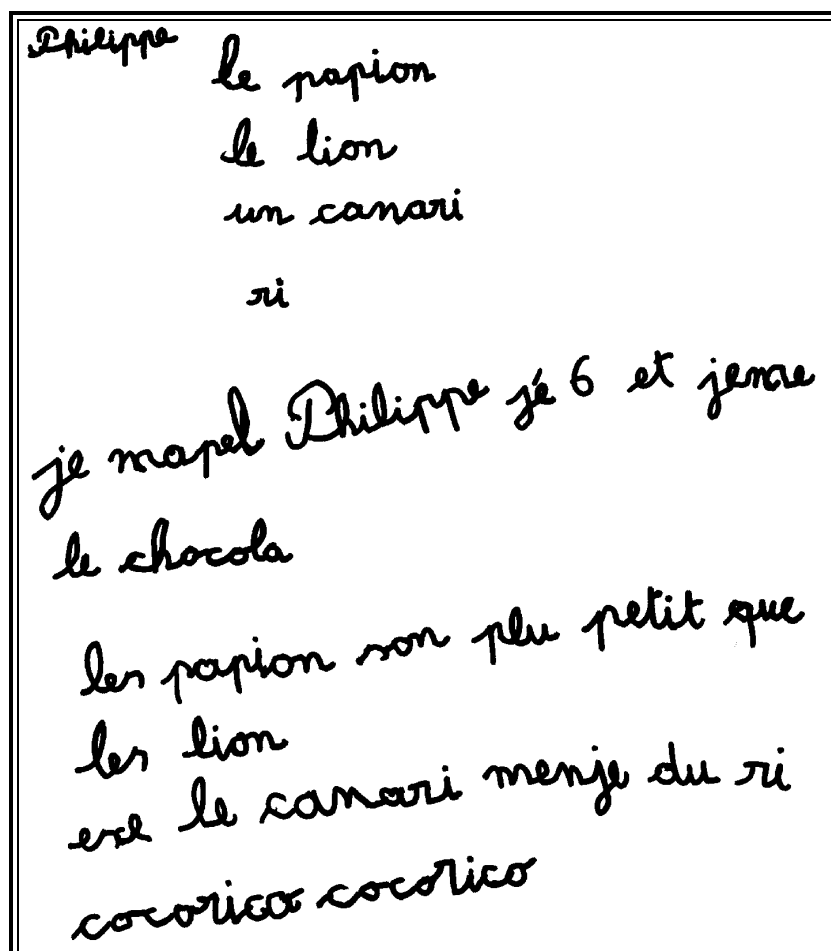 Philippe
le papion
le lion
un canari
ri
je mapel Philippe jé 6 et jeme
le chocola
les papion son plu petit que
les lion
esce le canari menje du ri
cocorico cocorico